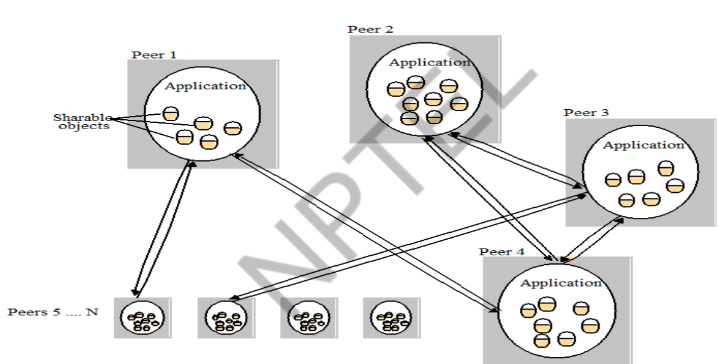 Peer 1
Application
Sharable
objects
Peer 2
Application
Peer 3
Application
Peer 4
Application
Peers 5 .... N
NPTEL